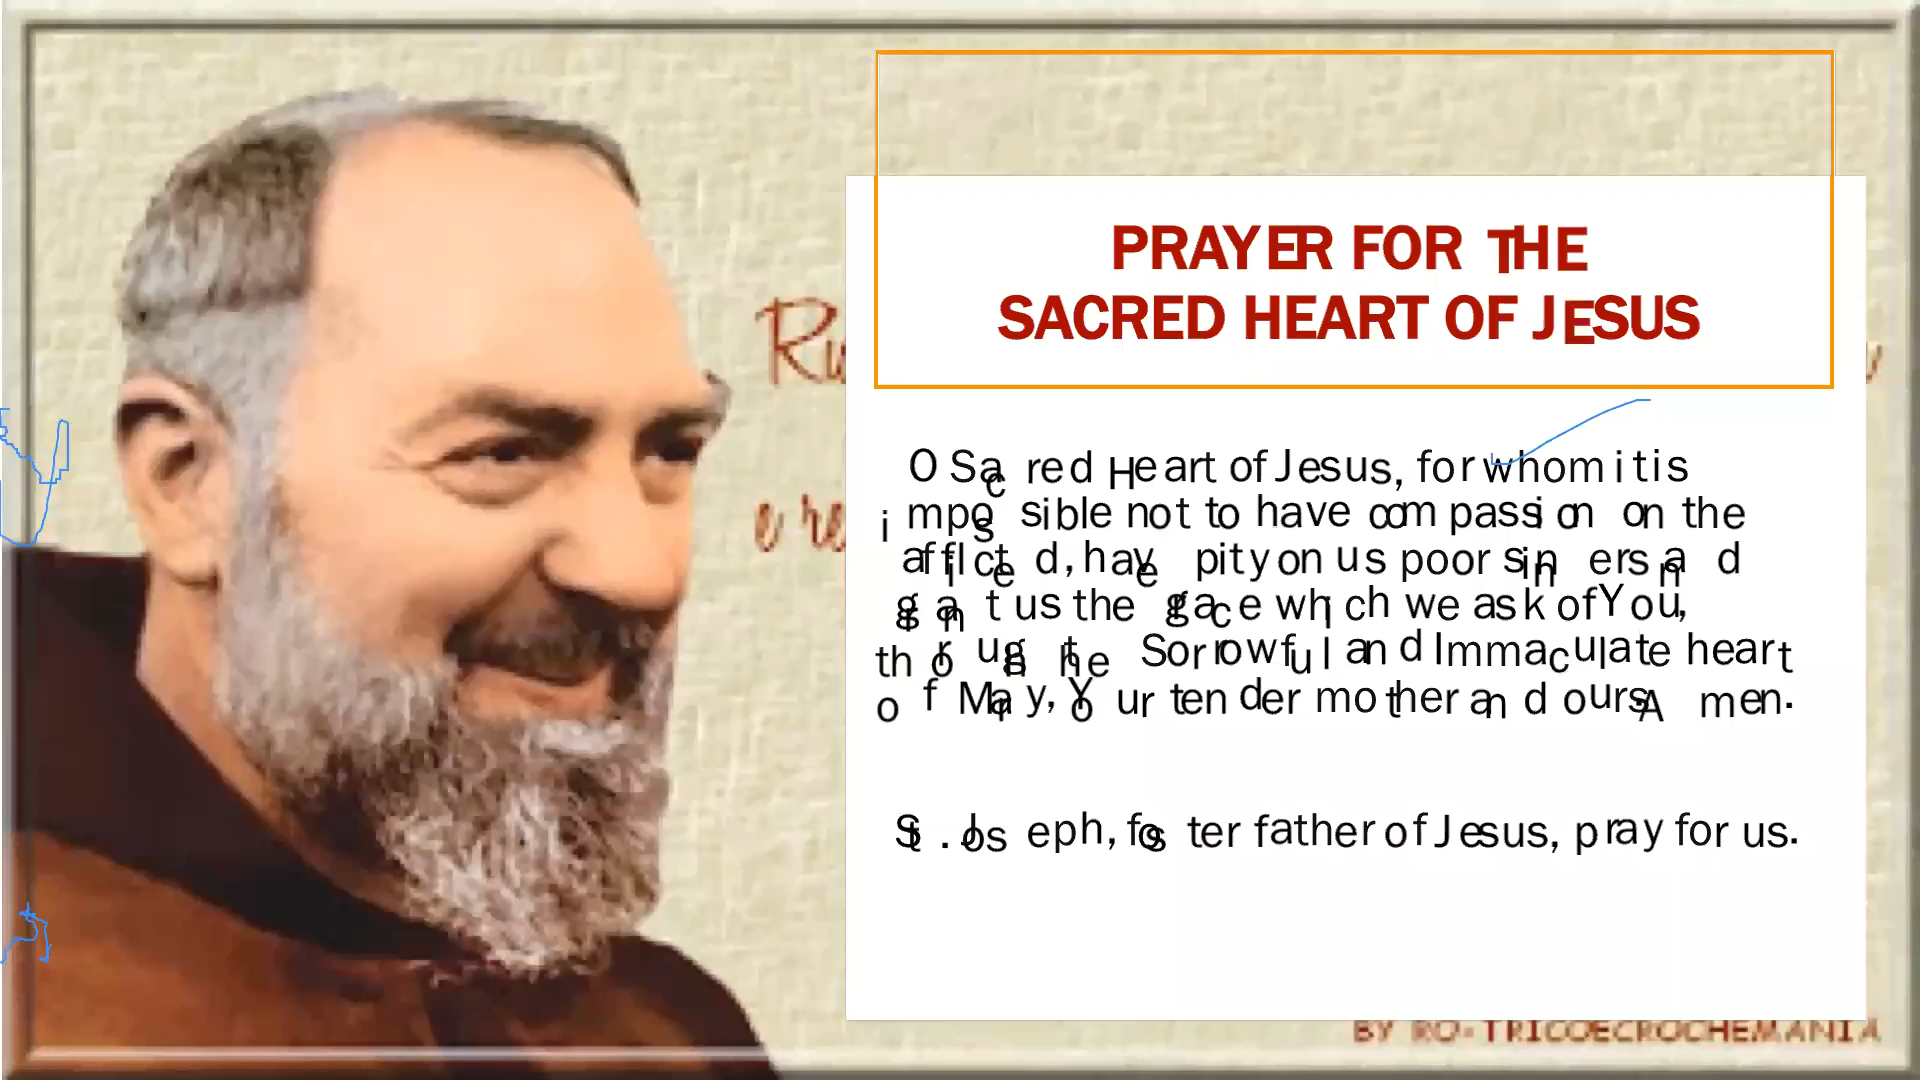 PRAYER FOR THE
SACRED HEART OF JESUS
O Sacred Heart of Jesus, for whom it is
impossible not to have compassion on the
afflicted, have pity on us poor sinners and
grant us the grace which we ask of You,
through the Sorrowful and Immaculate heart
of Mary, Your tender mother and ours. Amen.
St. Joseph, foster father of Jesus, pray for us.
BY RO-TRICOECROCHEMANIA